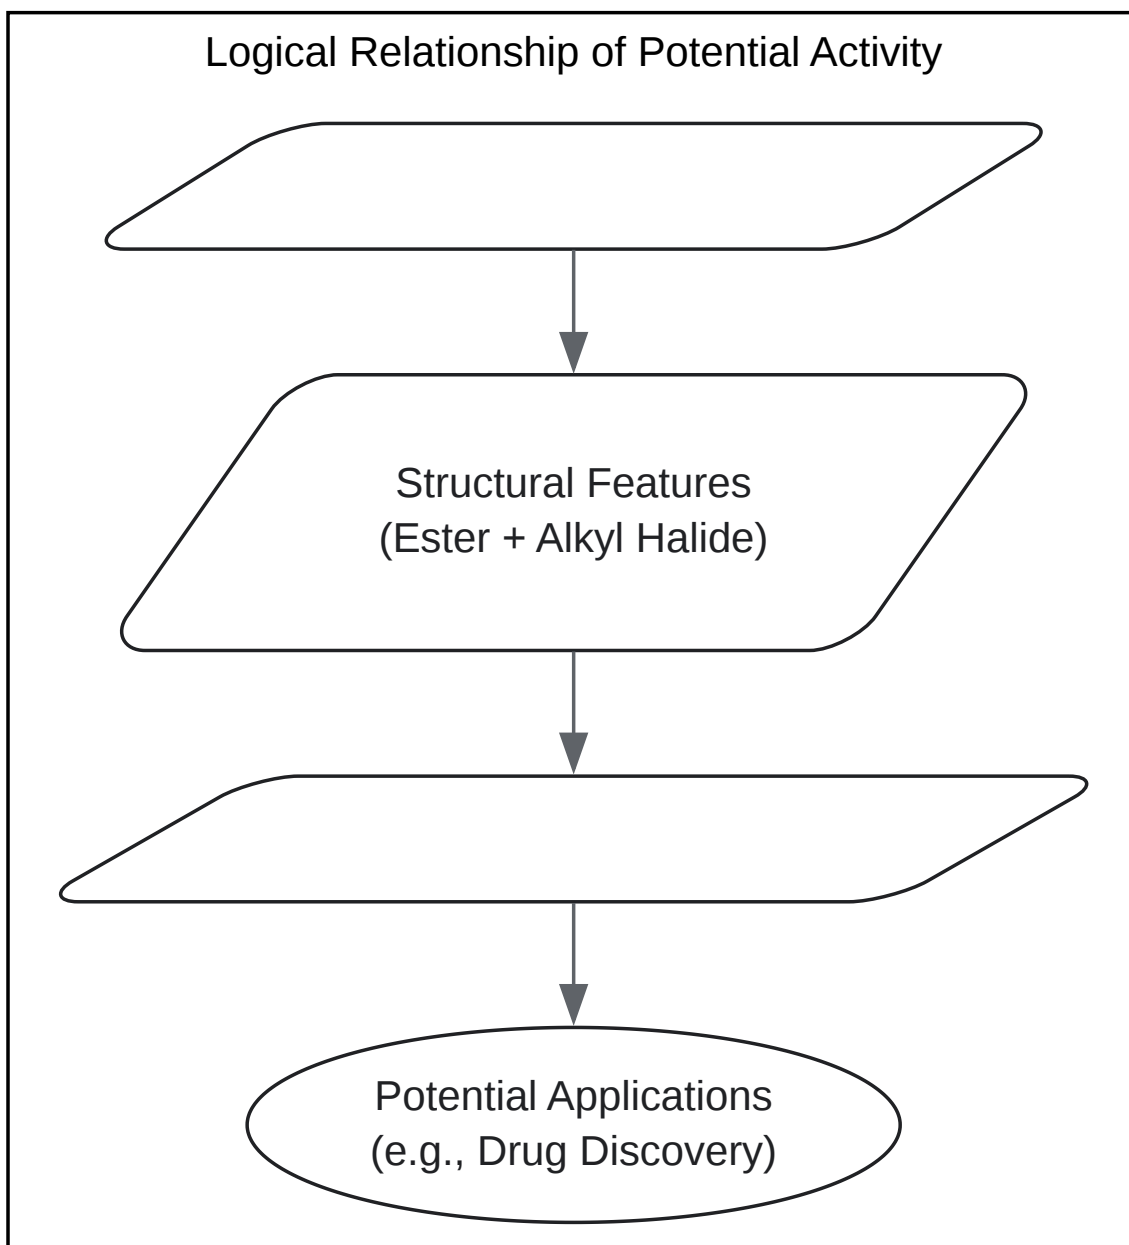 Logical Relationship of Potential Activity
Structural Features
(Ester + Alkyl Halide)
Potential Applications
(e.g., Drug Discovery)